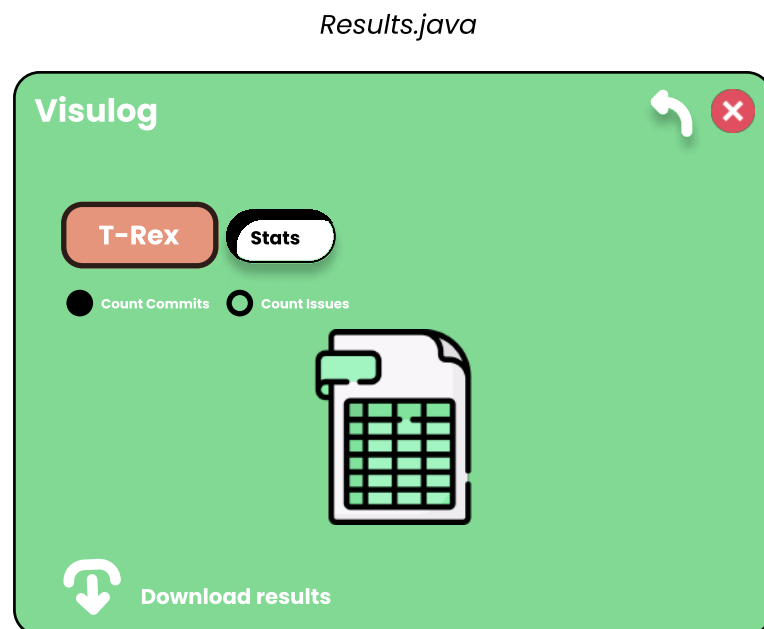 Results.java
Visulog
T-Rex
Stats
Count Commits
Count Issues
Download results